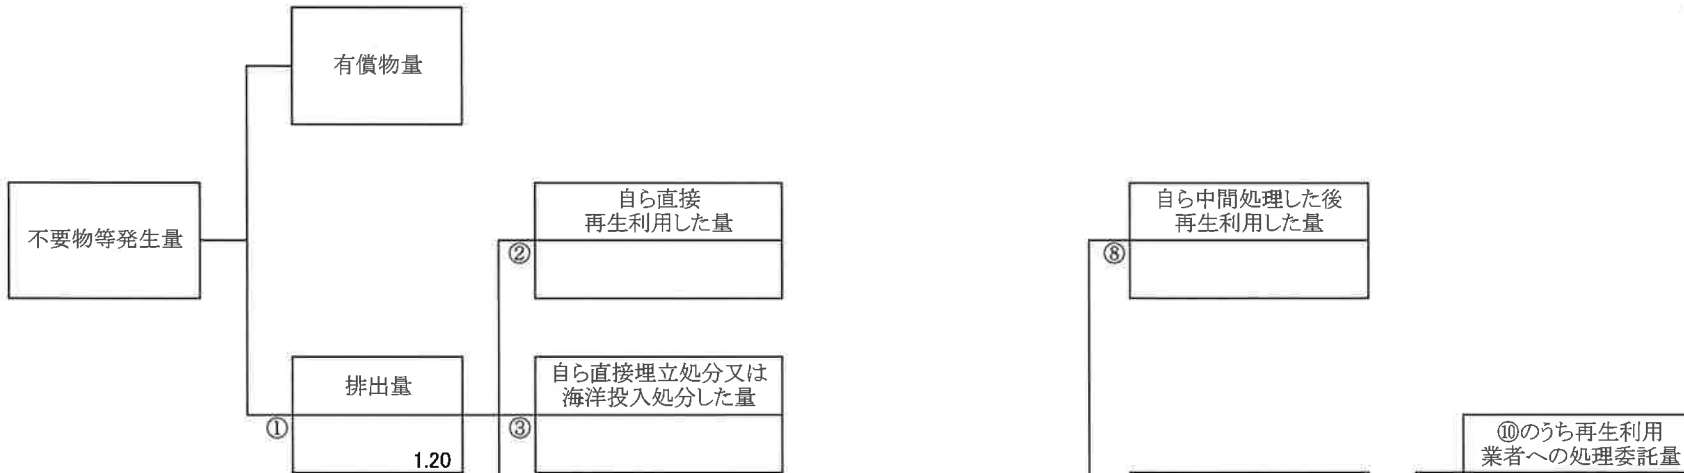 有償物量
不要物等発生量
自ら直接
再生利用した量
②
自ら中間処理した後
再生利用した量
⑧
排出量
①
1.20
自ら直接埋立処分又は
海洋投入処分した量
③
⑩のうち再生利用
業者への処理委託量